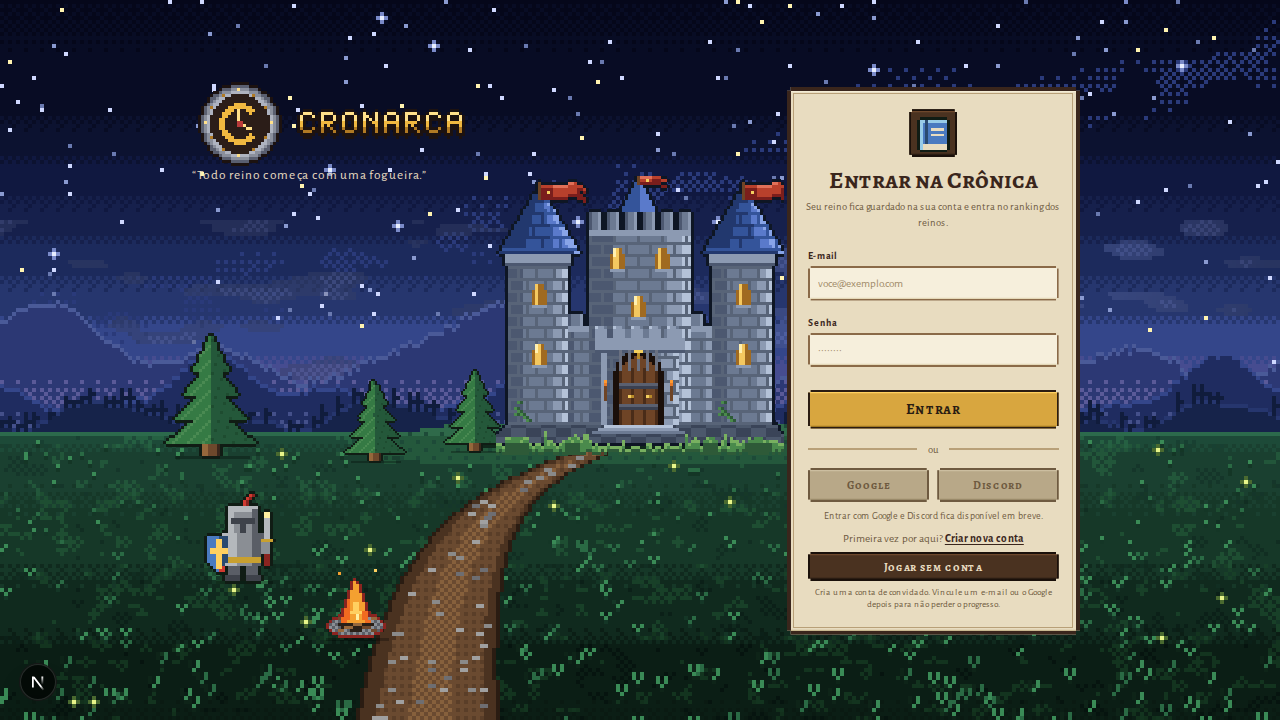 CRONARCA
"Todo reino começa com uma fogueira."
Entrar na Crônica
Seu reino fica guardado na sua conta e entra no ranking dos
reinos.
E-mail
voce@exemplo.com
Senha
........
Entrar
ou
Google
Discord
Entrar com Google e Discord fica disponível em breve.
Primeira vez por aqui? Criar nova conta
Jogar sem conta
Cria uma conta de convidado. Vincule um e-mail ou o Google
depois para não perder o progresso.
N